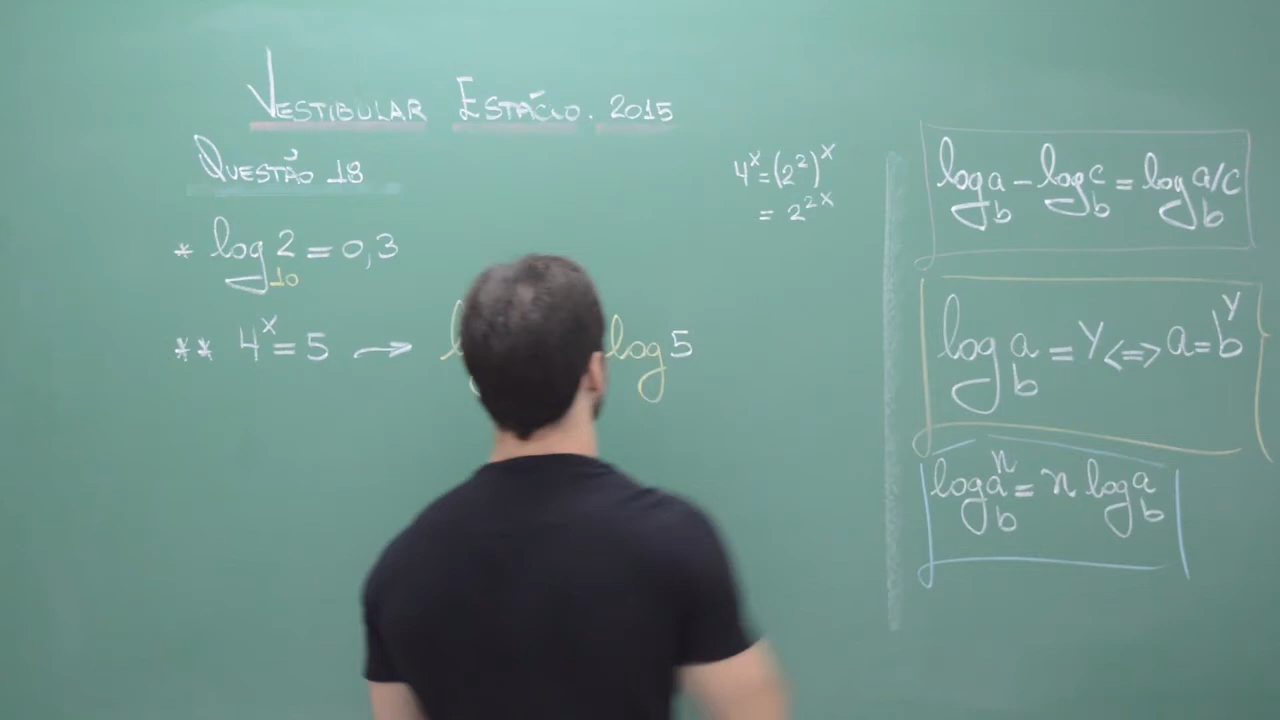 VESTIBULAR ESTÁCIO. 2015
QUESTÃO 18
* log₁₀ 2 = 0,3
** 4ˣ = 5 → log 5
4ˣ = (2²)ˣ
= 2²ˣ
log_b a - log_b c = log_b a/c
log_b a = y <=> a = bʸ
log_b aⁿ = n log_b a